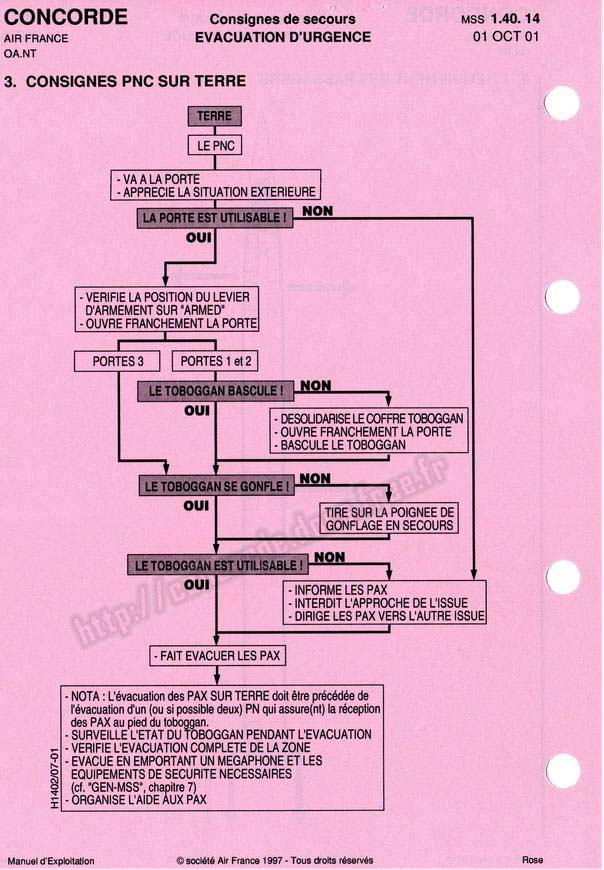 CONCORDE
AIR FRANCE
OA.NT
Consignes de secours
EVACUATION D'URGENCE
MSS 1.40. 14
01 OCT 01
3. CONSIGNES PNC SUR TERRE
TERRE
LE PNC
- VA A LA PORTE
- APPRECIE LA SITUATION EXTERIEURE
LA PORTE EST UTILISABLE !
NON
OUI
- VERIFIE LA POSITION DU LEVIER
D'ARMEMENT SUR "ARMED"
- OUVRE FRANCHEMENT LA PORTE
PORTES 3
PORTES 1 et 2
LE TOBOGGAN BASCULE !
NON
OUI
- DESOLIDARISE LE COFFRE TOBOGGAN
- OUVRE FRANCHEMENT LA PORTE
- BASCULE LE TOBOGGAN
LE TOBOGGAN SE GONFLE !
NON
OUI
TIRE SUR LA POIGNEE DE
GONFLAGE EN SECOURS
LE TOBOGGAN EST UTILISABLE !
NON
OUI
- INFORME LES PAX
- INTERDIT L'APPROCHE DE L'ISSUE
- DIRIGE LES PAX VERS L'AUTRE ISSUE
- FAIT EVACUER LES PAX
- NOTA : L'évacuation des PAX SUR TERRE doit être précédée de
l'évacuation d'un (ou si possible deux) PN qui assure(nt) la réception
des PAX au pied du toboggan.
- SURVEILLE L'ETAT DU TOBOGGAN PENDANT L'EVACUATION
- VERIFIE L'EVACUATION COMPLETE DE LA ZONE
- EVACUE EN EMPORTANT UN MEGAPHONE ET LES
EQUIPEMENTS DE SECURITE NECESSAIRES
(cf. "GEN-MSS", chapitre 7)
- ORGANISE L'AIDE AUX PAX
H1402/07-01
Manuel d'Exploitation
© société Air France 1997 - Tous droits réservés
Rose